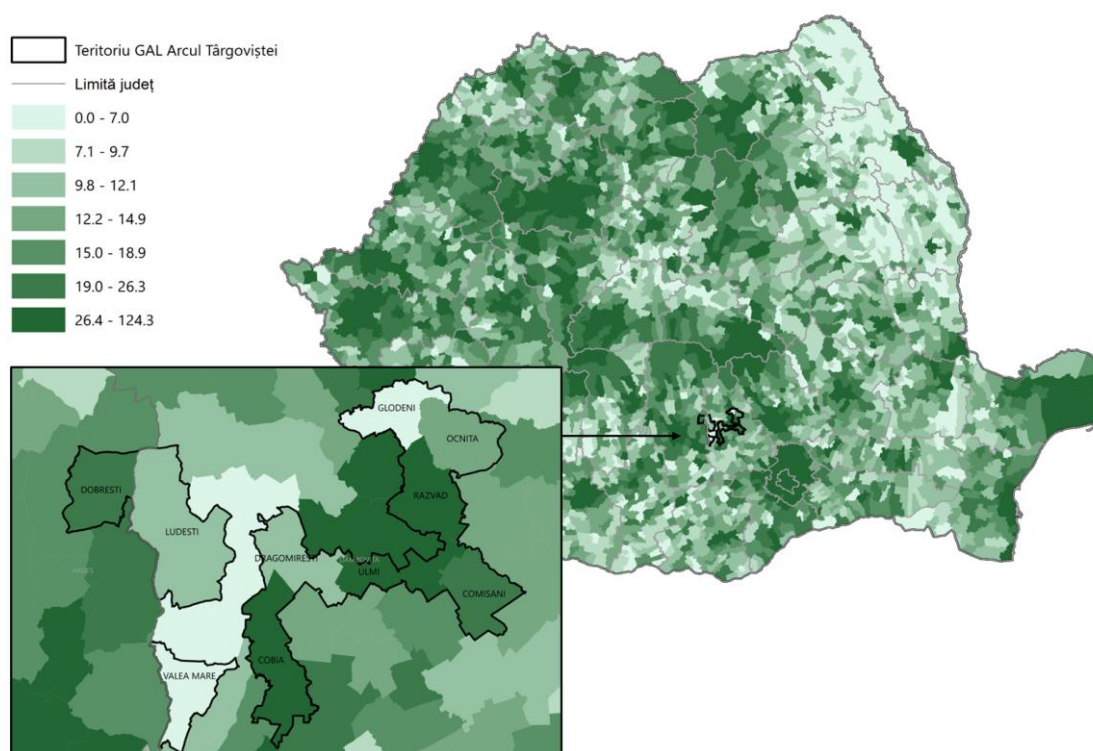 Teritoriu GAL Arcul Târgoviștei
Limită județ
0.0 - 7.0
7.1 - 9.7
9.8 - 12.1
12.2 - 14.9
15.0 - 18.9
19.0 - 26.3
26.4 - 124.3
GLODENI
OCNITA
DOBRESTI
RAZVAD
LUDESTI
DRAGOMIRESTI
ULMI
COMISANI
COBIA
VALEA MARE